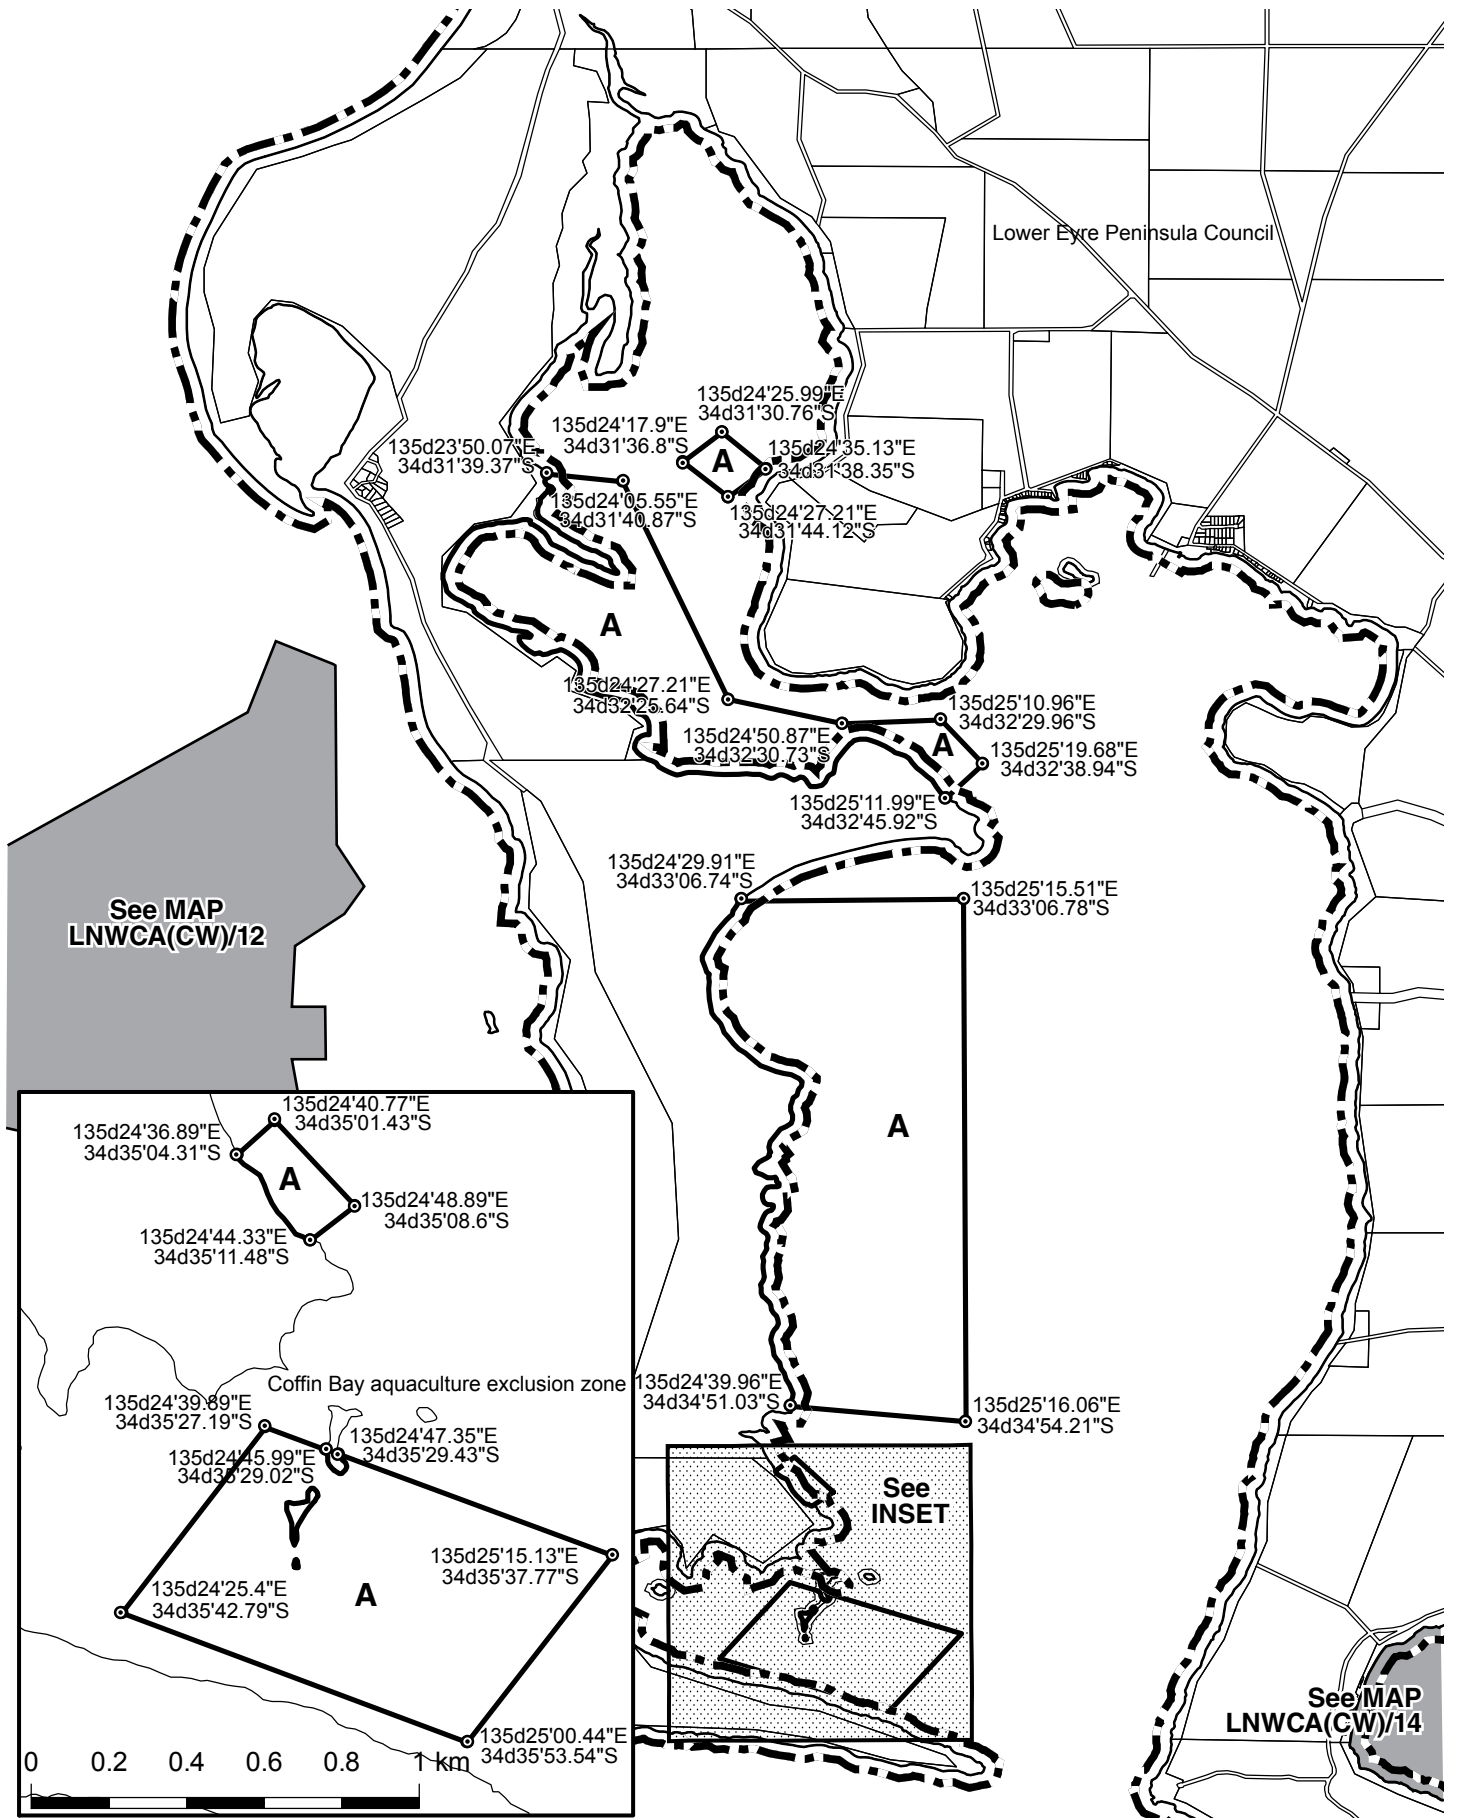 Lower Eyre Peninsula Council
135d24'25.99"E
34d31'30.76"S
135d24'17.9"E
34d31'36.8"S
135d23'50.07"E
34d31'39.37"S
135d24'35.13"E
34d31'38.35"S
A
135d24'05.55"E
34d31'40.87"S
135d24'27.21"E
34d31'44.12"S
A
135d24'27.21"E
34d32'25.64"S
135d25'10.96"E
34d32'29.96"S
135d24'50.87"E
34d32'30.73"S
A
135d25'19.68"E
34d32'38.94"S
135d25'11.99"E
34d32'45.92"S
135d24'29.91"E
34d33'06.74"S
135d25'15.51"E
34d33'06.78"S
See MAP
LNWCA(CW)/12
A
135d24'40.77"E
34d35'01.43"S
135d24'36.89"E
34d35'04.31"S
A
135d24'48.89"E
34d35'08.6"S
135d24'44.33"E
34d35'11.48"S
Coffin Bay aquaculture exclusion zone
135d24'39.96"E
34d34'51.03"S
135d25'16.06"E
34d34'54.21"S
135d24'39.89"E
34d35'27.19"S
135d24'47.35"E
34d35'29.43"S
135d24'45.99"E
34d35'29.02"S
See
INSET
135d25'15.13"E
34d35'37.77"S
135d24'25.4"E
34d35'42.79"S
A
See MAP
LNWCA(CW)/14
135d25'00.44"E
34d35'53.54"S
0 0.2 0.4 0.6 0.8 1 km